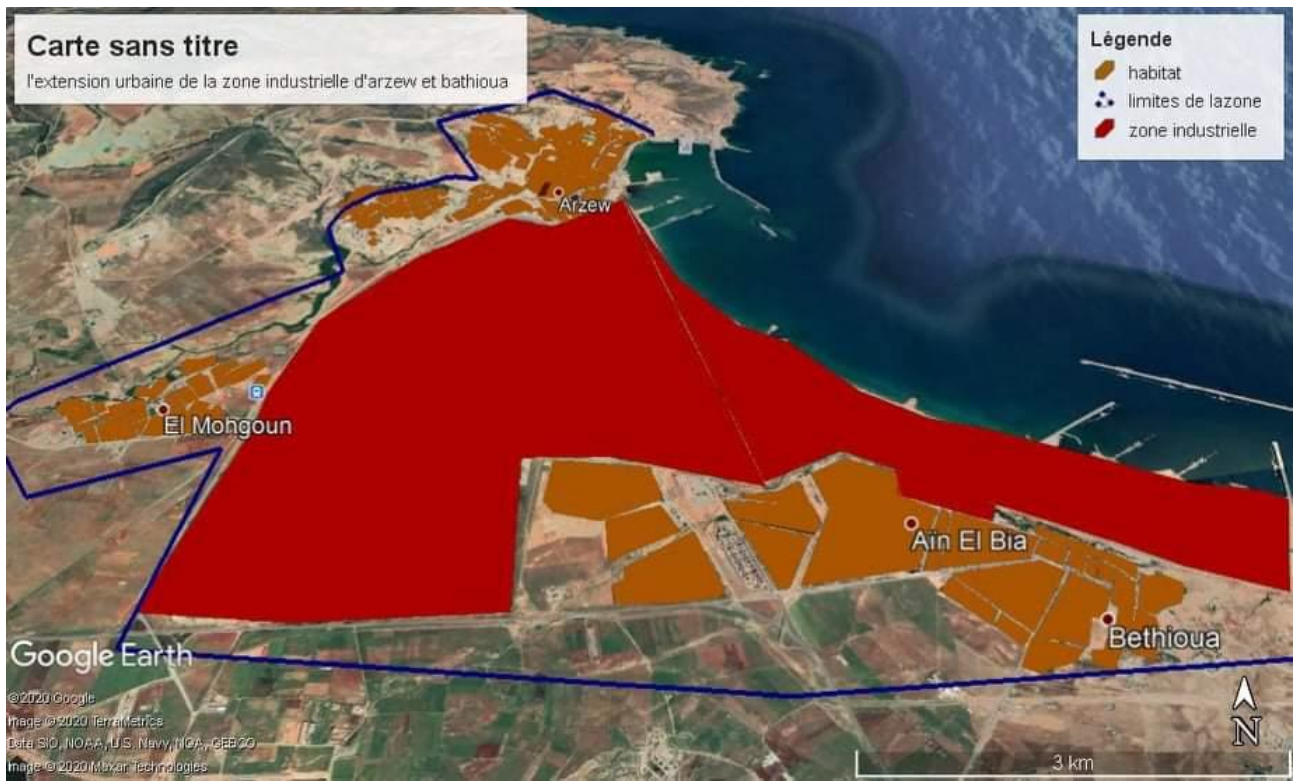 Carte sans titre
l'extension urbaine de la zone industrielle d'arzew et bathioua
Légende
habitat
limites de lazone
zone industrielle
Arzew
El Mohgoun
Ain El Bia
Bethioua
Google Earth
©2020 Google
Image ©2020 TerraMetrics
Data SIO, NOAA, U.S. Navy, NGA, GEBCO
Image ©2020 Maxar Technologies
N
3 km